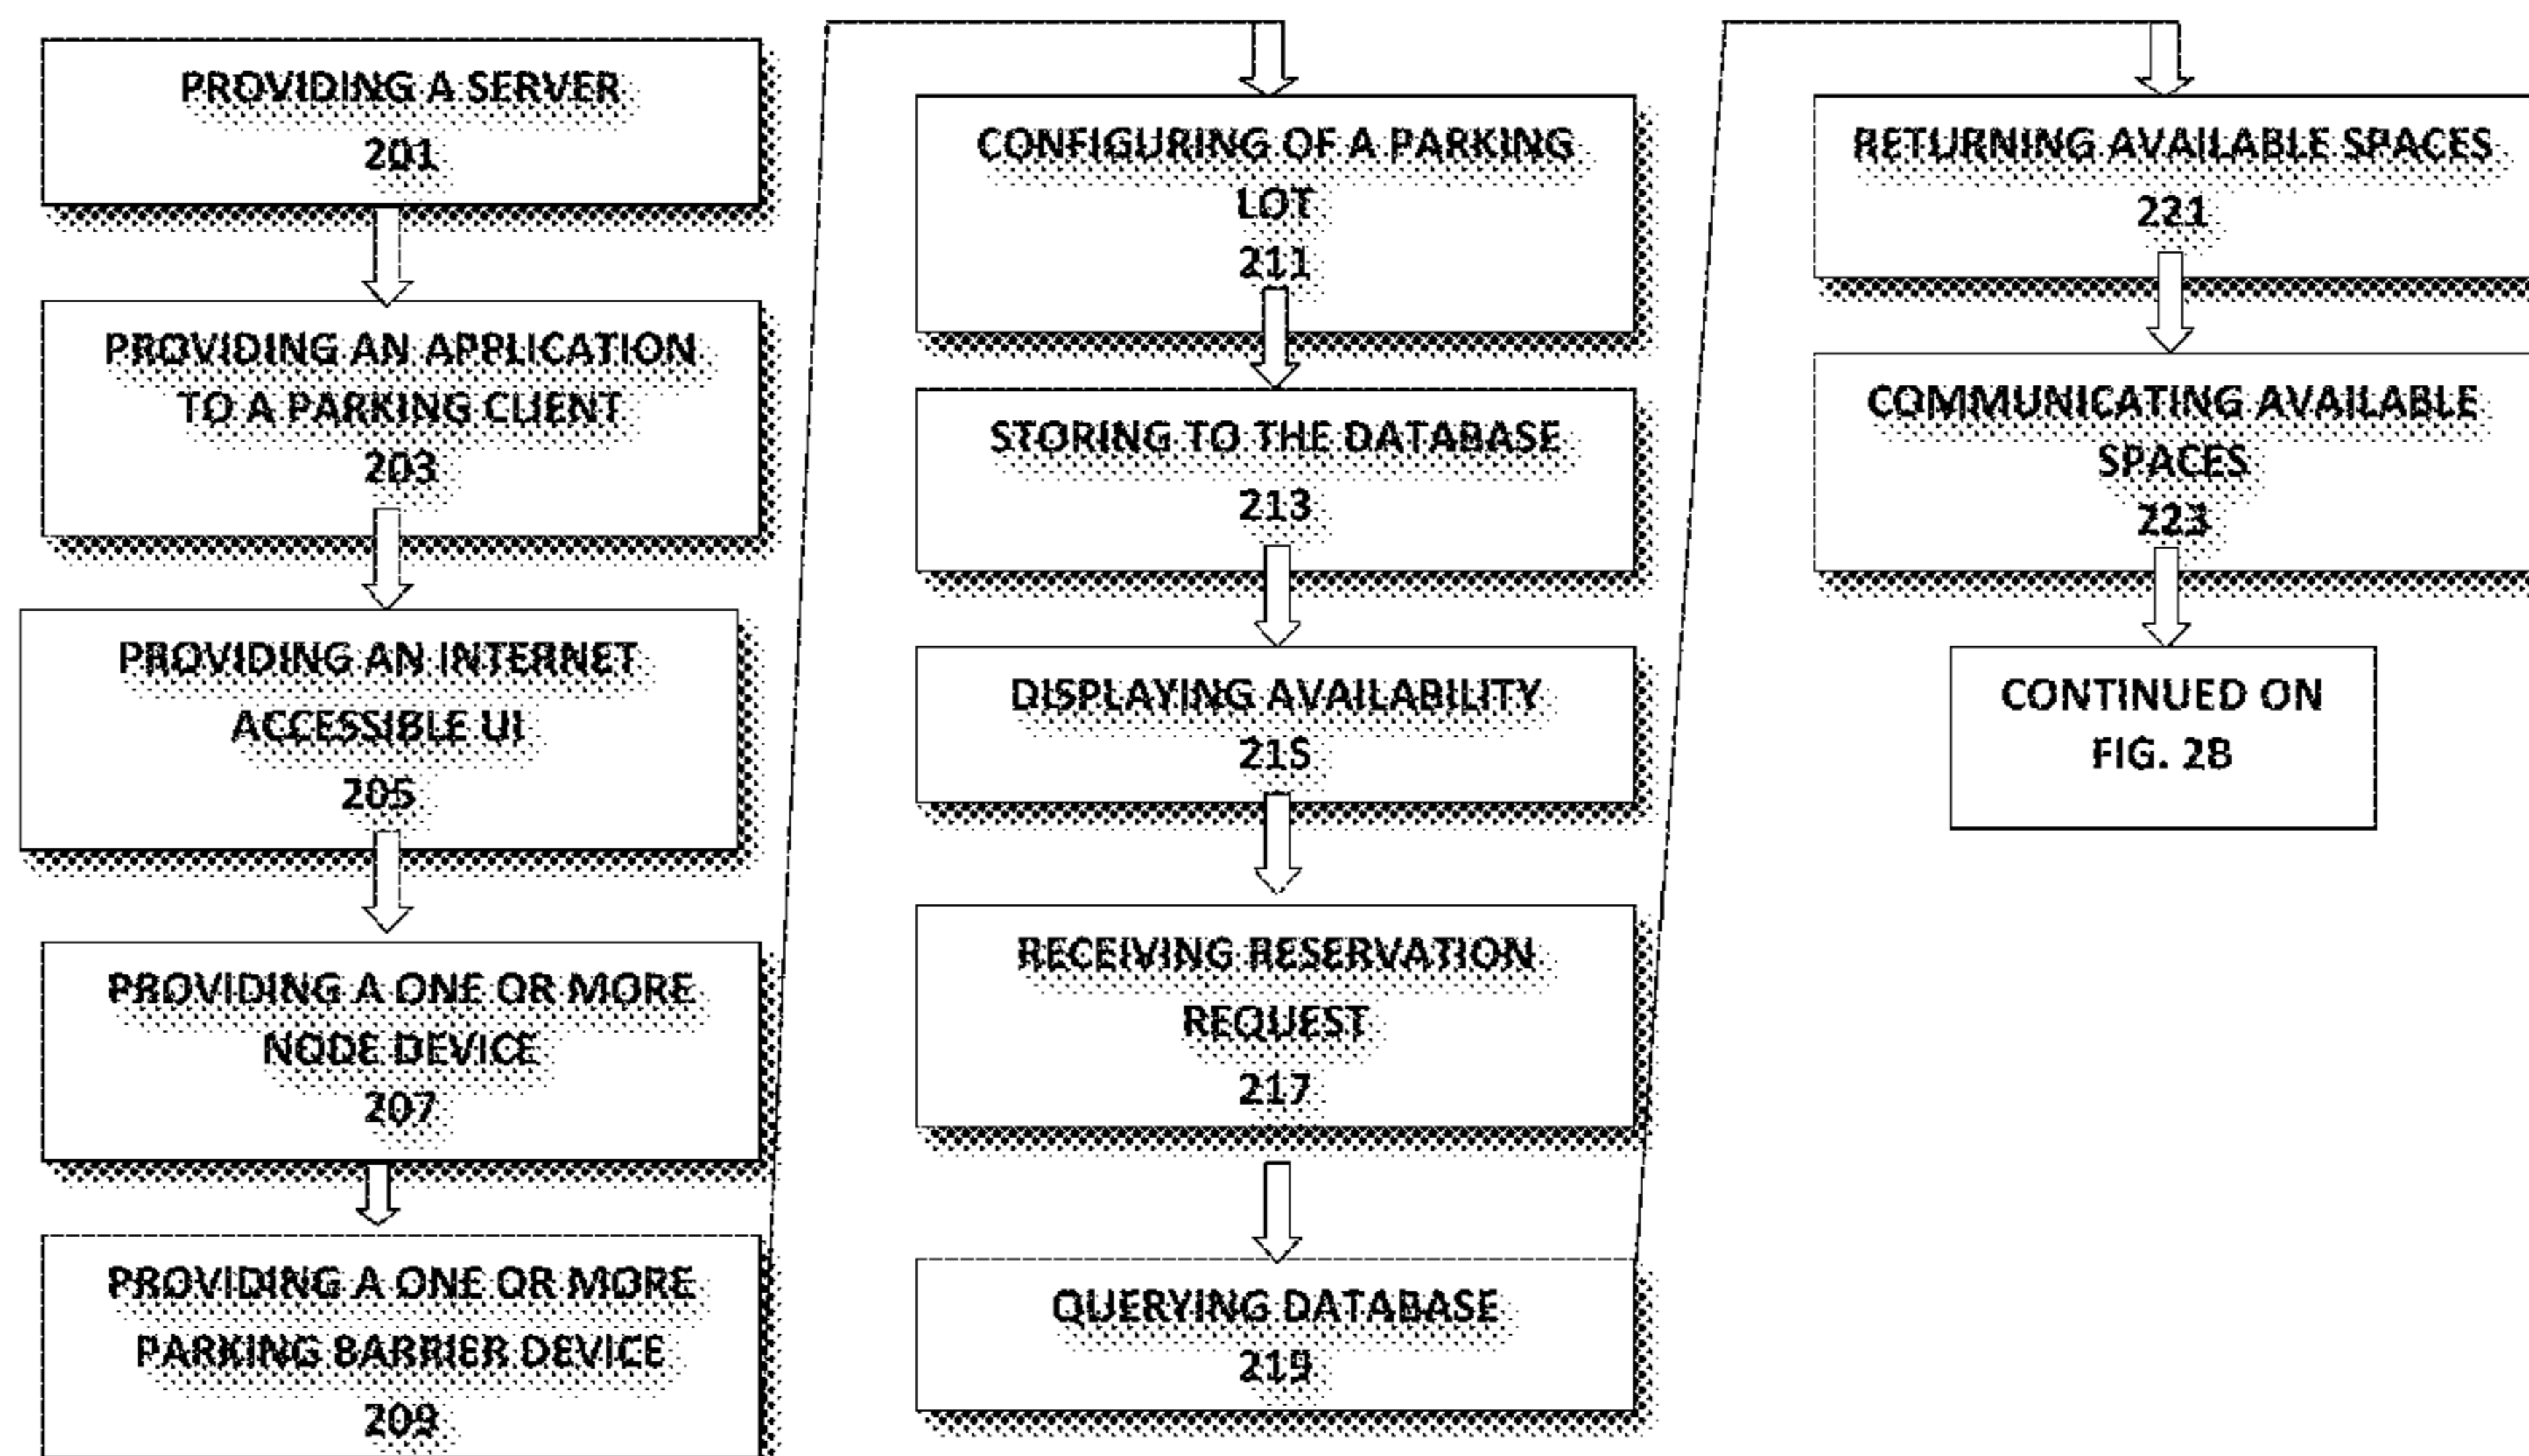 PROVIDING A SERVER
201
PROVIDING AN APPLICATION
TO A PARKING CLIENT
203
PROVIDING AN INTERNET
ACCESSIBLE UI
205
PROVIDING A ONE OR MORE
NODE DEVICE
207
PROVIDING A ONE OR MORE
PARKING BARRIER DEVICE
209
CONFIGURING OF A PARKING
LOT
211
STORING TO THE DATABASE
213
DISPLAYING AVAILABILITY
215
RECEIVING RESERVATION
REQUEST
217
QUERYING DATABASE
219
RETURNING AVAILABLE SPACES
221
COMMUNICATING AVAILABLE
SPACES
223
CONTINUED ON
FIG. 2B